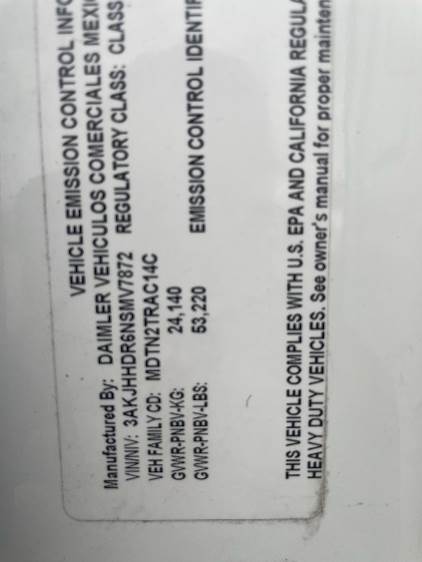 VEHICLE EMISSION CONTROL INFO
Manufactured By: DAIMLER VEHICULOS COMERCIALES MEXIC
VIN/NIV: 3AKJHHDR6NSMV7872 REGULATORY CLASS: CLASS
VEH FAMILY CD: MDTN2TRAC14C
GVWR-PNBV-KG: 24,140
GVWR-PNBV-LBS: 53,220 EMISSION CONTROL IDENTIF
THIS VEHICLE COMPLIES WITH U.S. EPA AND CALIFORNIA REGULA
HEAVY DUTY VEHICLES. See owner's manual for proper mainten